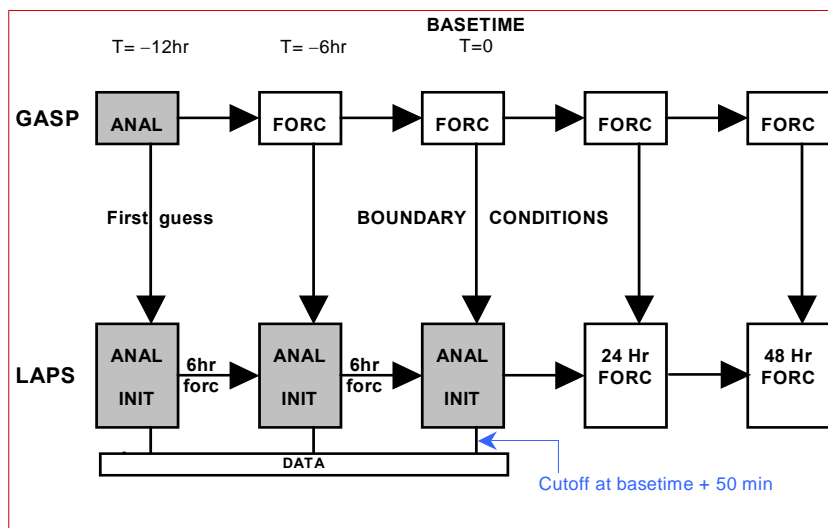 BASETIME
T= –12hr T= –6hr T=0
GASP ANAL FORC FORC FORC FORC
First guess BOUNDARY CONDITIONS
LAPS
ANAL ANAL ANAL 24 Hr 48 Hr
6hr 6hr FORC FORC
forc forc
INIT INIT INIT
DATA
Cutoff at basetime + 50 min